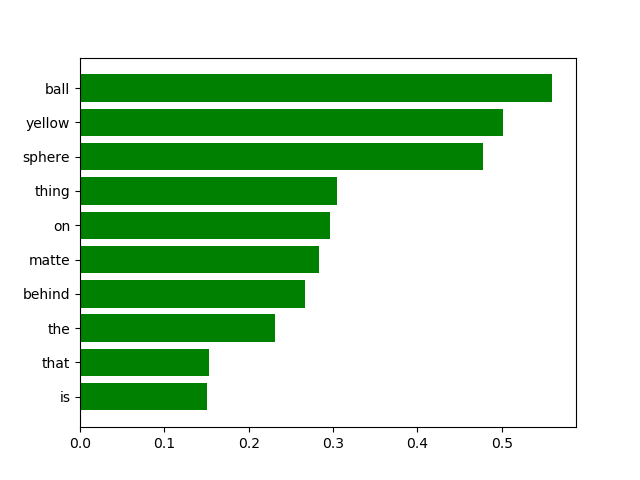 ball
yellow
sphere
thing
on
matte
behind
the
that
is
0.0 0.1 0.2 0.3 0.4 0.5